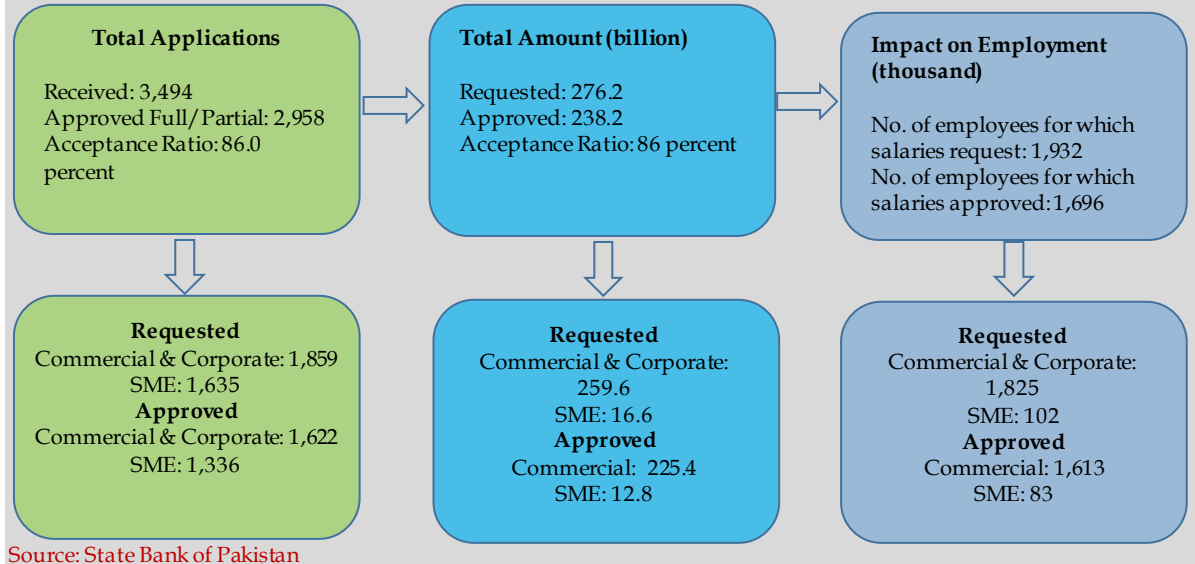 Total Applications
Received: 3,494
Approved Full/Partial: 2,958
Acceptance Ratio: 86.0
percent
Total Amount (billion)
Requested: 276.2
Approved: 238.2
Acceptance Ratio: 86 percent
Impact on Employment
(thousand)
No. of employees for which
salaries request: 1,932
No. of employees for which
salaries approved: 1,696
Requested
Commercial & Corporate: 1,859
SME: 1,635
Approved
Commercial & Corporate: 1,622
SME: 1,336
Requested
Commercial & Corporate:
259.6
SME: 16.6
Approved
Commercial: 225.4
SME: 12.8
Requested
Commercial & Corporate:
1,825
SME: 102
Approved
Commercial: 1,613
SME: 83
Source: State Bank of Pakistan